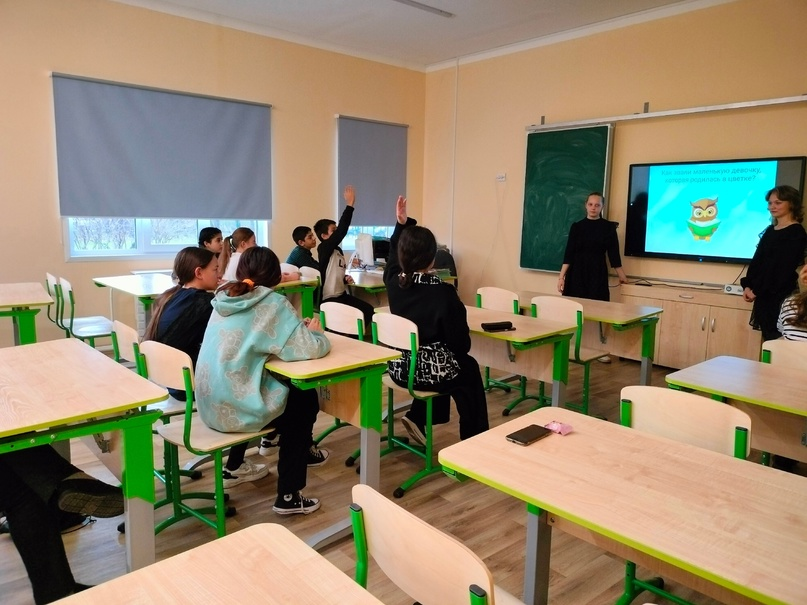 Как звали маленькую девочку,
которая родилась в цветке?